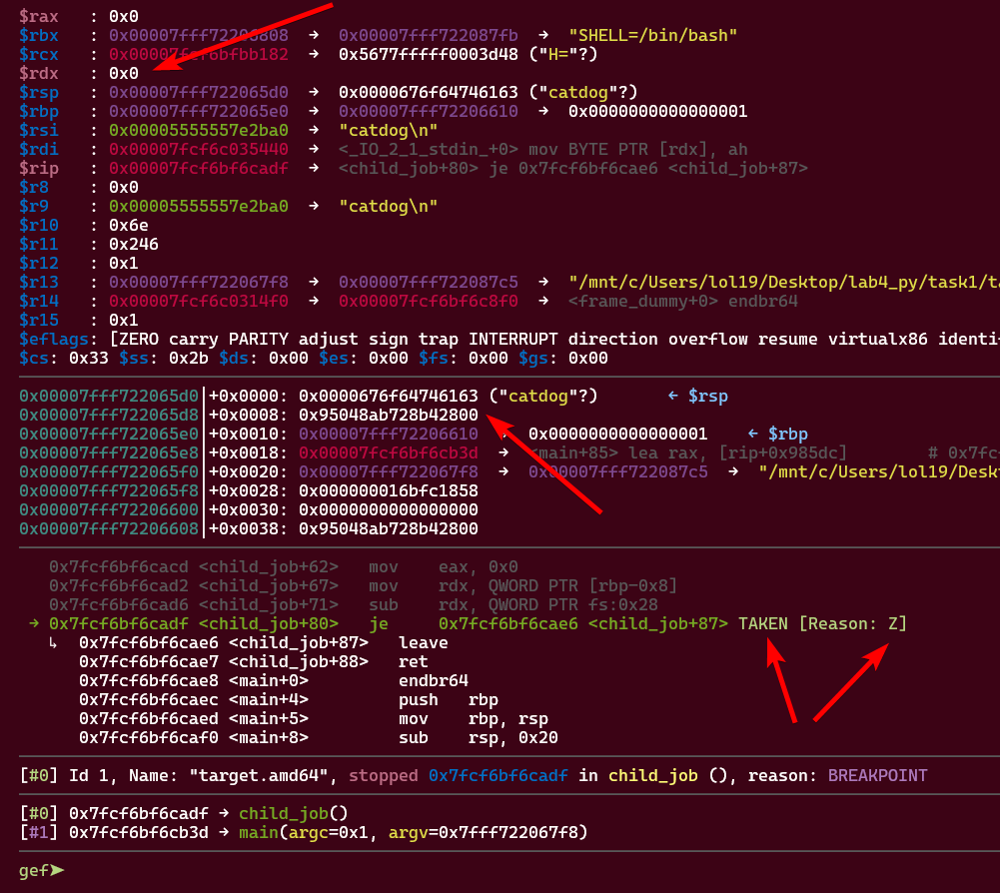 $rax   : 0x0
$rbx   : 0x00007fff72206808  →  0x00007fff722087fb  →  "SHELL=/bin/bash"
$rcx   : 0x00007fcf6bfbb182  →  0x5677fffff0003d48 ("H="?)
$rdx   : 0x0
$rsp   : 0x00007fff722065d0  →  0x0000676f64746163 ("catdog"?)
$rbp   : 0x00007fff722065e0  →  0x00007fff72206610  →  0x0000000000000001
$rsi   : 0x00005555557e2ba0  →  "catdog\n"
$rdi   : 0x00007fcf6c035440  →  <_IO_2_1_stdin_+0> mov BYTE PTR [rdx], ah
$rip   : 0x00007fcf6bf6cadf  →  <child_job+80> je 0x7fcf6bf6cae6 <child_job+87>
$r8    : 0x0
$r9    : 0x00005555557e2ba0  →  "catdog\n"
$r10   : 0x6e
$r11   : 0x246
$r12   : 0x1
$r13   : 0x00007fff722067f8  →  0x00007fff722087c5  →  "/mnt/c/Users/lol19/Desktop/lab4_py/task1/ta
$r14   : 0x00007fcf6c0314f0  →  0x00007fcf6bf6c8f0  →  <frame_dummy+0> endbr64
$r15   : 0x1
$eflags: [ZERO carry PARITY adjust sign trap INTERRUPT direction overflow resume virtualx86 identi
$cs: 0x33 $ss: 0x2b $ds: 0x00 $es: 0x00 $fs: 0x00 $gs: 0x00
0x00007fff722065d0│+0x0000: 0x0000676f64746163 ("catdog"?)       ← $rsp
0x00007fff722065d8│+0x0008: 0x95048ab728b42800
0x00007fff722065e0│+0x0010: 0x00007fff72206610  →  0x0000000000000001    ← $rbp
0x00007fff722065e8│+0x0018: 0x00007fcf6bf6cb3d  →  <main+85> lea rax, [rip+0x985dc]        # 0x7fc
0x00007fff722065f0│+0x0020: 0x00007fff722067f8  →  0x00007fff722087c5  →  "/mnt/c/Users/lol19/Desk
0x00007fff722065f8│+0x0028: 0x000000016bfc1858
0x00007fff72206600│+0x0030: 0x0000000000000000
0x00007fff72206608│+0x0038: 0x95048ab728b42800
0x7fcf6bf6cacd <child_job+62>   mov    eax, 0x0
0x7fcf6bf6cad2 <child_job+67>   mov    rdx, QWORD PTR [rbp-0x8]
0x7fcf6bf6cad6 <child_job+71>   sub    rdx, QWORD PTR fs:0x28
→ 0x7fcf6bf6cadf <child_job+80>   je     0x7fcf6bf6cae6 <child_job+87> TAKEN [Reason: Z]
↳  0x7fcf6bf6cae6 <child_job+87>   leave
0x7fcf6bf6cae7 <child_job+88>   ret
0x7fcf6bf6cae8 <main+0>         endbr64
0x7fcf6bf6caec <main+4>         push   rbp
0x7fcf6bf6caed <main+5>         mov    rbp, rsp
0x7fcf6bf6caf0 <main+8>         sub    rsp, 0x20
[#0] Id 1, Name: "target.amd64", stopped 0x7fcf6bf6cadf in child_job (), reason: BREAKPOINT
[#0] 0x7fcf6bf6cadf → child_job()
[#1] 0x7fcf6bf6cb3d → main(argc=0x1, argv=0x7fff722067f8)
gef➤